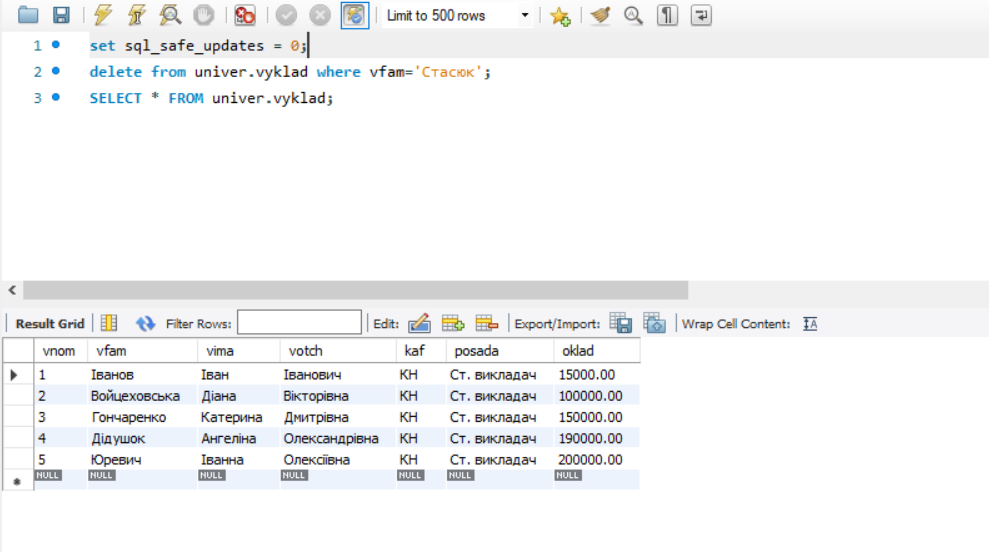 Limit to 500 rows
1 set sql_safe_updates = 0;
2 delete from univer.vyklad where vfam='Стасюк';
3 SELECT * FROM univer.vyklad;
Result Grid Filter Rows: Edit: Export/Import: Wrap Cell Content:
vnom vfam vima votch kaf posada oklad
1 Іванов Іван Іванович КН Ст. викладач 15000.00
2 Войцеховська Діана Вікторівна КН Ст. викладач 100000.00
3 Гончаренко Катерина Дмитрівна КН Ст. викладач 150000.00
4 Дідушок Ангеліна Олександрівна КН Ст. викладач 190000.00
5 Юревич Іванна Олексіївна КН Ст. викладач 200000.00
NULL NULL NULL NULL NULL NULL NULL